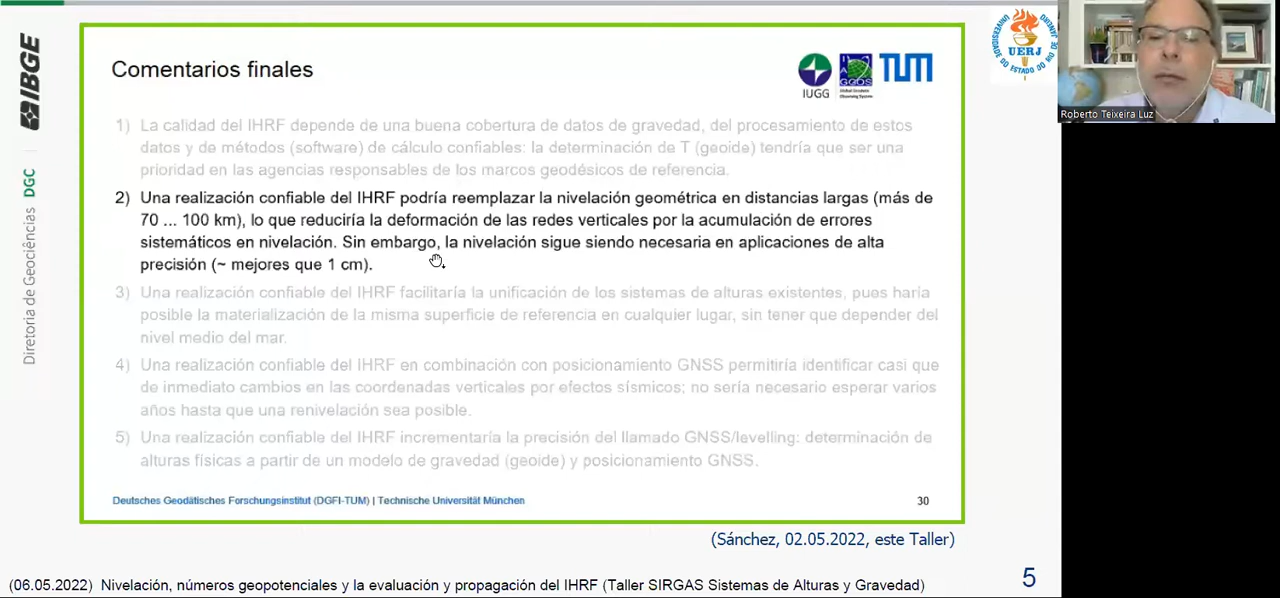 IBGE
Diretoria de Geociências DGC
Comentarios finales
IUGG
GGOS
Global Geodetic
Observing System
TUM
UERJ
UNIVERSIDADE DO ESTADO DO RIO DE JANEIRO
Roberto Teixeira Luz
1) La calidad del IHRF depende de una buena cobertura de datos de gravedad, del procesamiento de estos
datos y de métodos (software) de cálculo confiables: la determinación de T (geoide) tendría que ser una
prioridad en las agencias responsables de los marcos geodésicos de referencia.
2) Una realización confiable del IHRF podría reemplazar la nivelación geométrica en distancias largas (más de
70 ... 100 km), lo que reduciría la deformación de las redes verticales por la acumulación de errores
sistemáticos en nivelación. Sin embargo, la nivelación sigue siendo necesaria en aplicaciones de alta
precisión (~ mejores que 1 cm).
3) Una realización confiable del IHRF facilitaría la unificación de los sistemas de alturas existentes, pues haría
posible la materialización de la misma superficie de referencia en cualquier lugar, sin tener que depender del
nivel medio del mar.
4) Una realización confiable del IHRF en combinación con posicionamiento GNSS permitiría identificar casi que
de inmediato cambios en las coordenadas verticales por efectos sísmicos; no sería necesario esperar varios
años hasta que una renivelación sea posible.
5) Una realización confiable del IHRF incrementaría la precisión del llamado GNSS/levelling: determinación de
alturas físicas a partir de un modelo de gravedad (geoide) y posicionamiento GNSS.
Deutsches Geodätisches Forschungsinstitut (DGFI-TUM) | Technische Universität München
30
(Sánchez, 02.05.2022, este Taller)
(06.05.2022) Nivelación, números geopotenciales y la evaluación y propagación del IHRF (Taller SIRGAS Sistemas de Alturas y Gravedad)
5